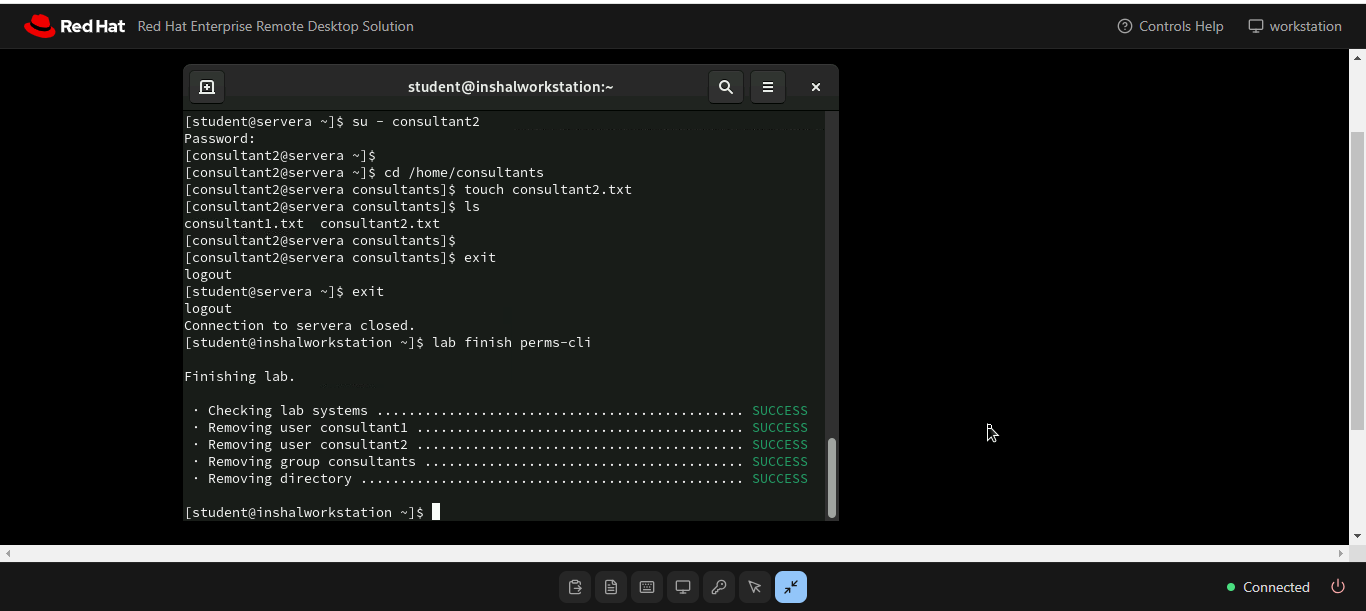 Red Hat Red Hat Enterprise Remote Desktop Solution Controls Help workstation
student@inshalworkstation:~
[student@servera ~]$ su - consultant2
Password:
[consultant2@servera ~]$
[consultant2@servera ~]$ cd /home/consultants
[consultant2@servera consultants]$ touch consultant2.txt
[consultant2@servera consultants]$ ls
consultant1.txt  consultant2.txt
[consultant2@servera consultants]$
[consultant2@servera consultants]$ exit
logout
[student@servera ~]$ exit
logout
Connection to servera closed.
[student@inshalworkstation ~]$ lab finish perms-cli
Finishing lab.
· Checking lab systems .............................................. SUCCESS
· Removing user consultant1 ......................................... SUCCESS
· Removing user consultant2 ......................................... SUCCESS
· Removing group consultants ........................................ SUCCESS
· Removing directory ................................................ SUCCESS
[student@inshalworkstation ~]$
Connected